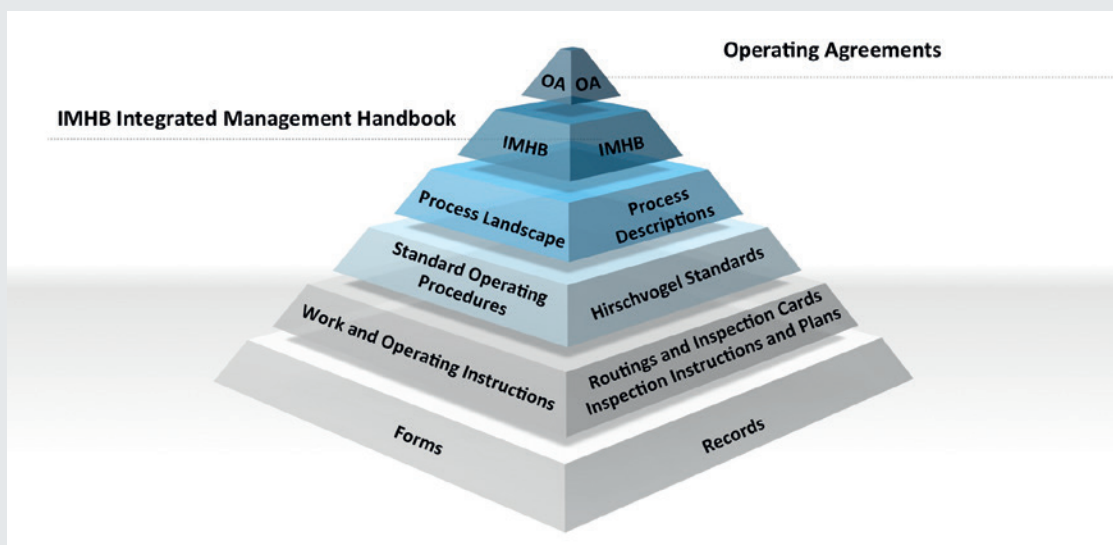 Operating Agreements
OA OA
IMHB Integrated Management Handbook
IMHB IMHB
Process Landscape
Process
Descriptions
Standard Operating
Procedures
Hirschvogel Standards
Work and Operating Instructions
Routings and Inspection Cards
Inspection Instructions and Plans
Forms
Records